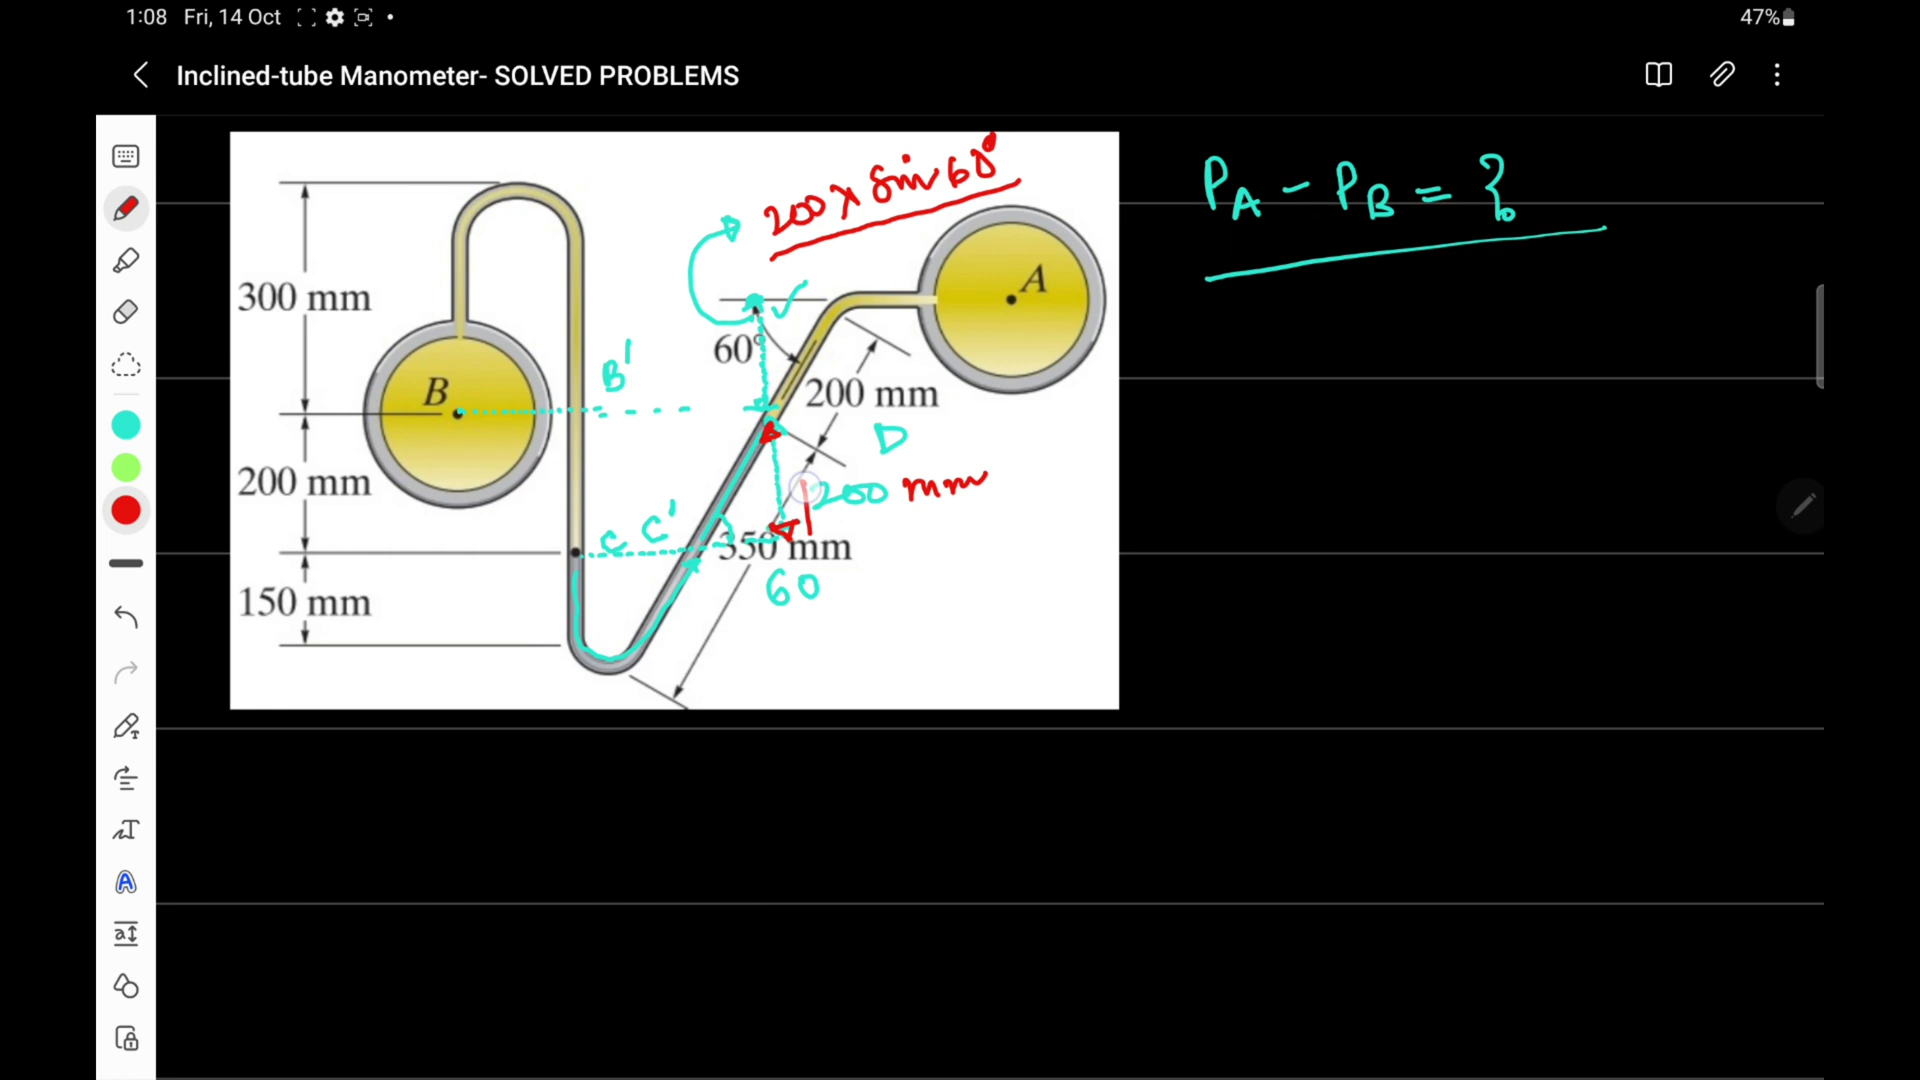 1:08 Fri, 14 Oct
47%
Inclined-tube Manometer- SOLVED PROBLEMS
200 x sin 60°
PA - PB = ?
A
300 mm
60°
B'
B
200 mm
D
200 mm
200 mm
C C'
350 mm
60
150 mm